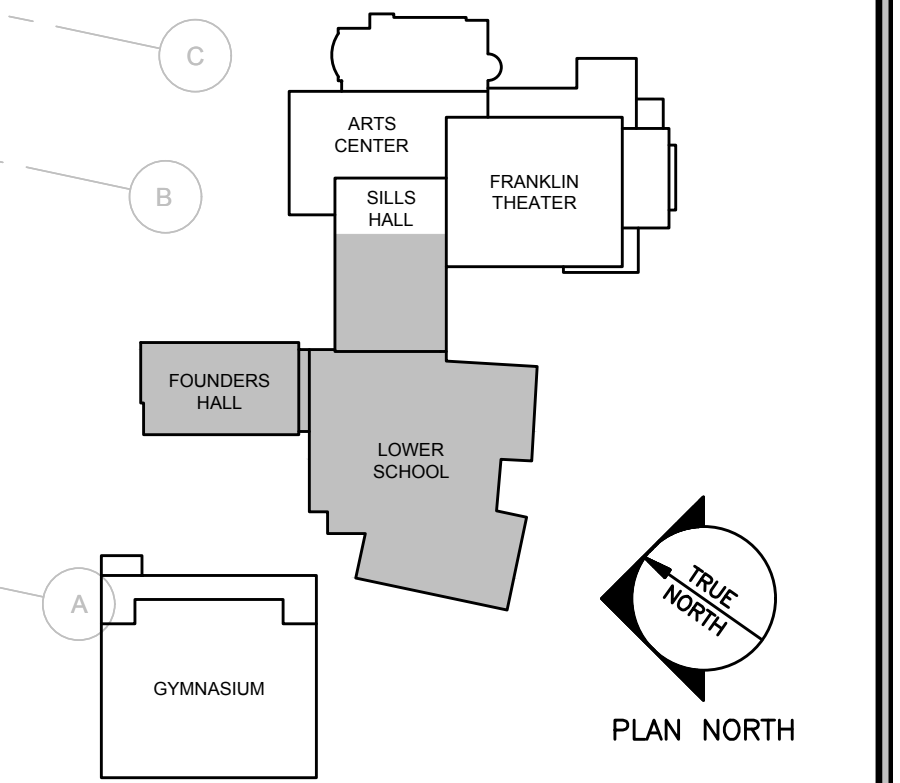 C
ARTS
CENTER
B
SILLS
HALL
FRANKLIN
THEATER
FOUNDERS
HALL
LOWER
SCHOOL
A
GYMNASIUM
TRUE
NORTH
PLAN NORTH